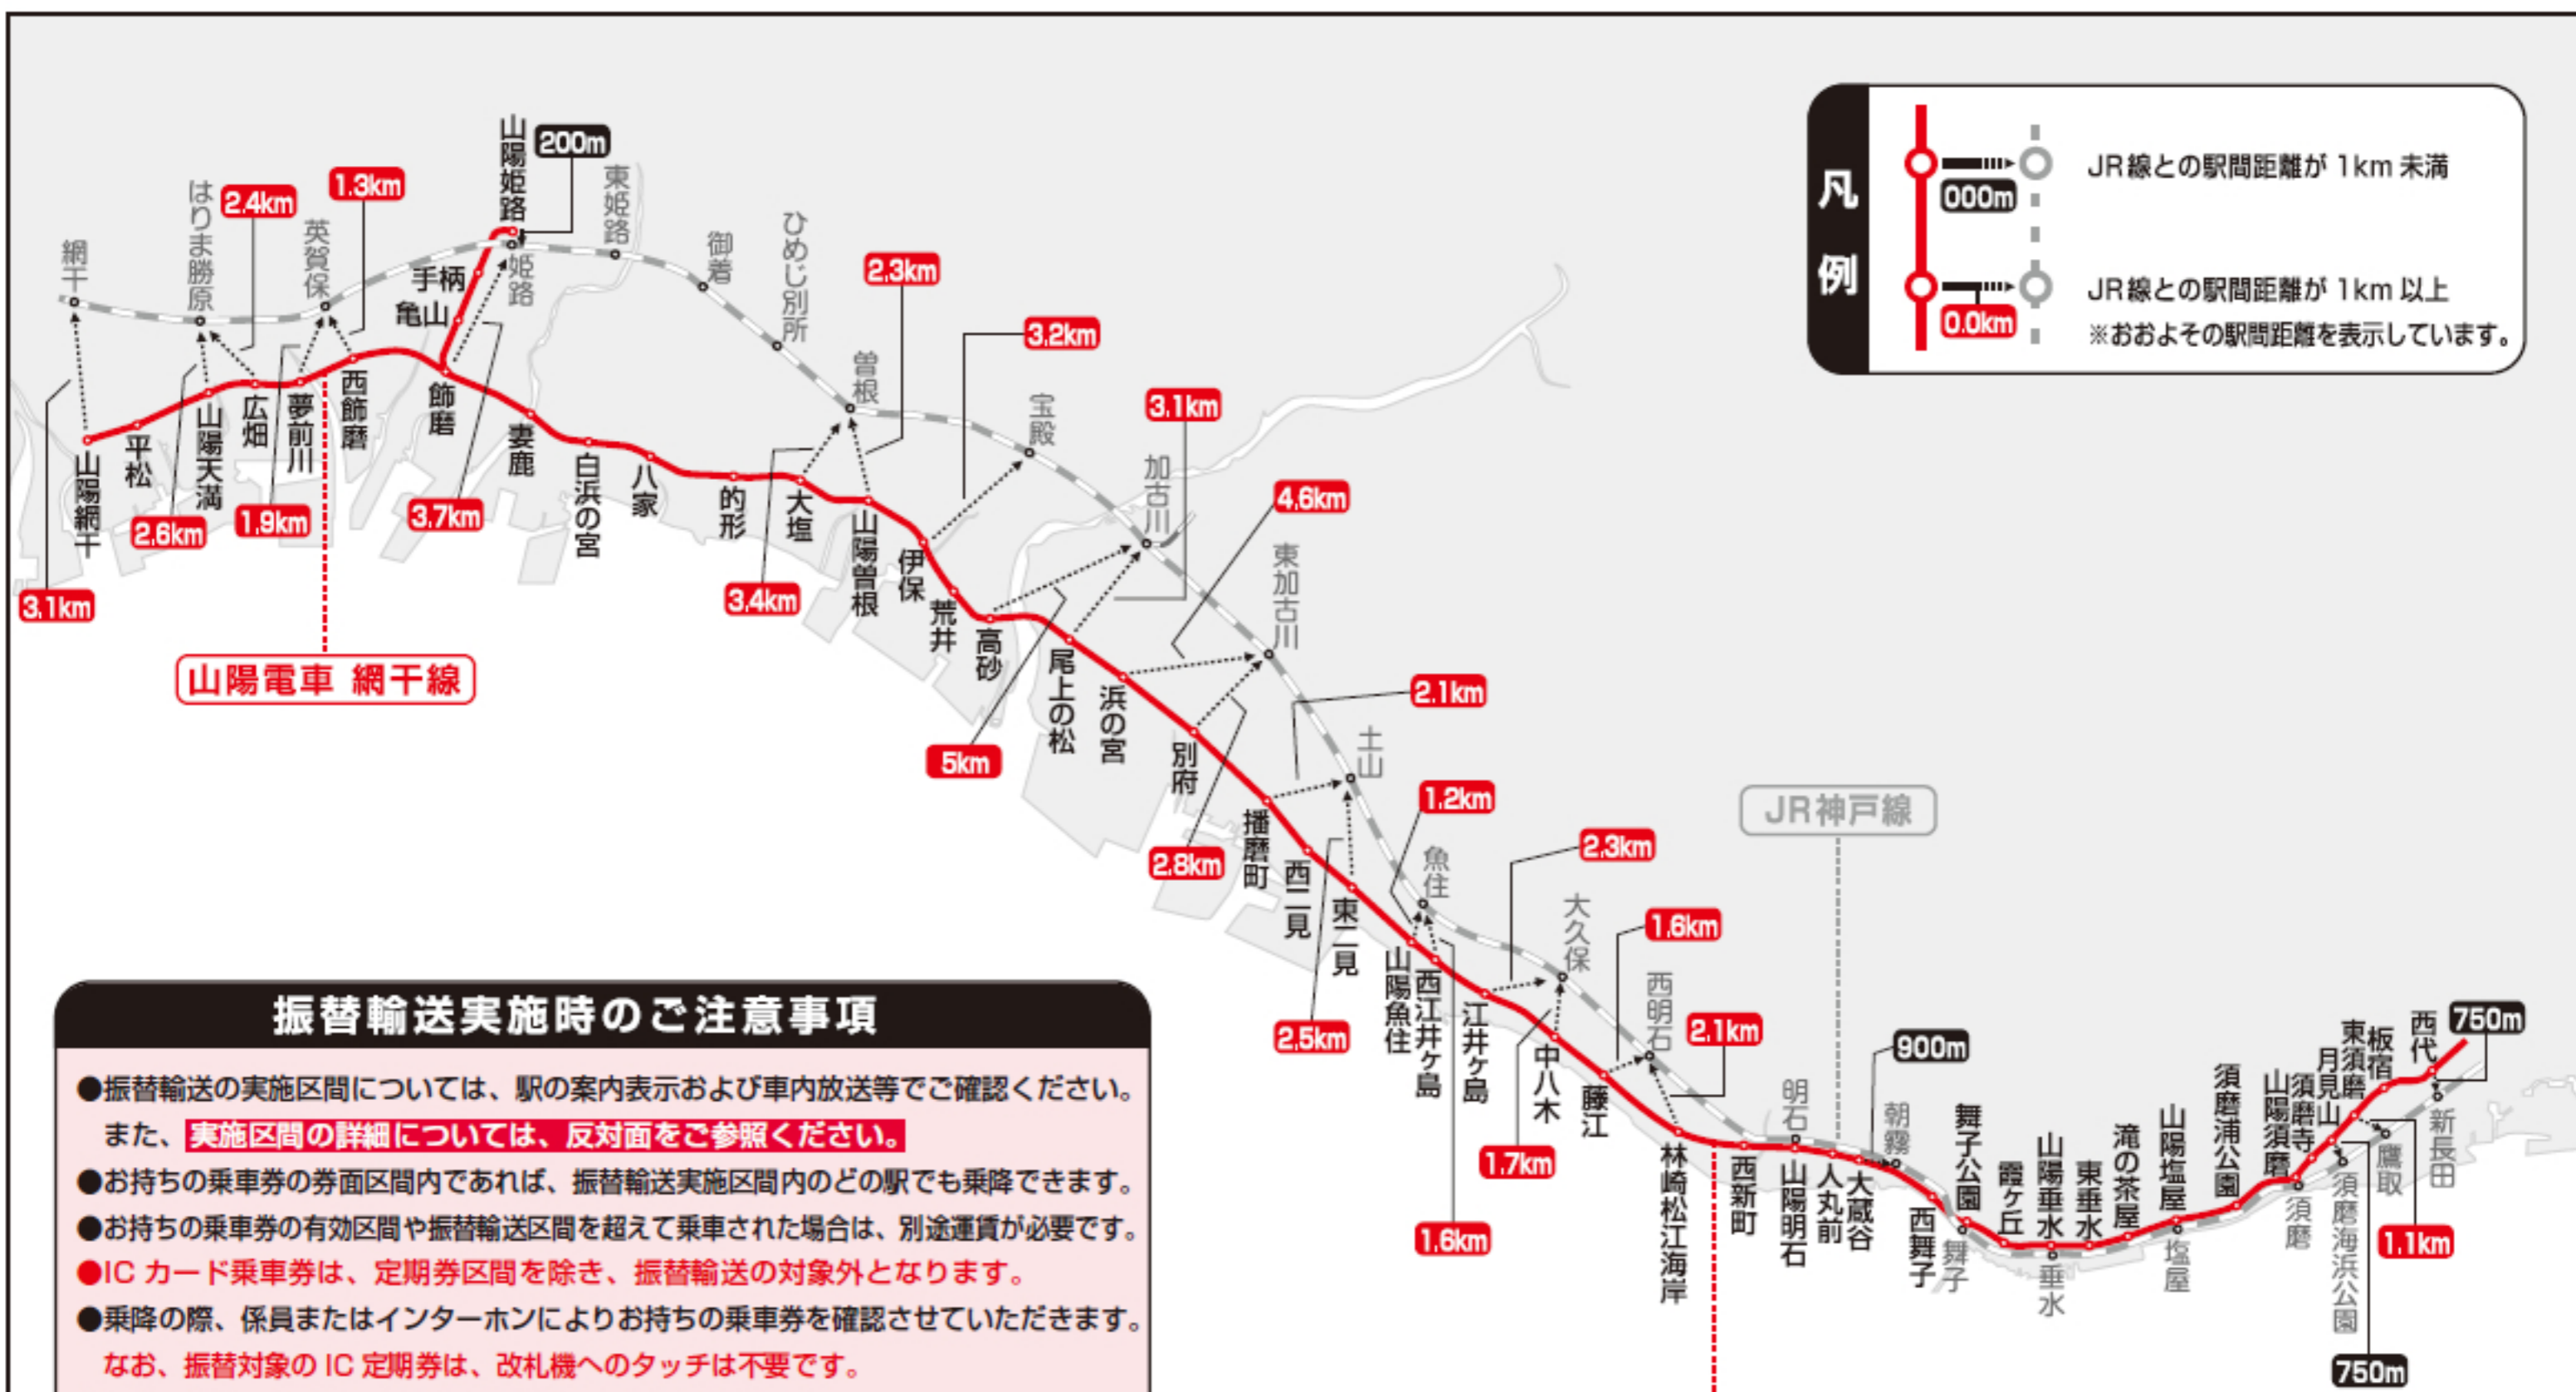 山陽姫路
200m
1.3km
2.4km
はりま勝原
英賀保
網干
東姫路
御着
ひめじ別所
姫路
手柄
亀山
2.3km
3.2km
曽根
宝殿
3.1km
加古川
4.6km
東加古川
山陽網干
平松
山陽天満
広畑
夢前川
西飾磨
飾磨
妻鹿
白浜の宮
八家
的形
大塩
山陽曽根
伊保
荒井
高砂
尾上の松
浜の宮
別府
播磨町
西二見
東二見
山陽魚住
西江井ヶ島
江井ヶ島
中八木
藤江
林崎松江海岸
西新町
山陽明石
人丸前
大蔵谷
西舞子
舞子公園
霞ヶ丘
山陽垂水
東垂水
滝の茶屋
山陽塩屋
須磨浦公園
山陽須磨
須磨寺
月見山
東須磨
板宿
西代
3.1km
2.6km
1.9km
3.7km
3.4km
5km
2.8km
2.1km
土山
1.2km
魚住
2.3km
大久保
1.6km
西明石
2.1km
2.5km
1.7km
1.6km
明石
900m
朝霧
舞子
垂水
塩屋
須磨
須磨海浜公園
鷹取
新長田
750m
1.1km
750m
山陽電車 網干線
JR神戸線
凡例
000m
JR線との駅間距離が 1km 未満
0.0km
JR線との駅間距離が 1km 以上
※おおよその駅間距離を表示しています。
振替輸送実施時のご注意事項
●振替輸送の実施区間については、駅の案内表示および車内放送等でご確認ください。
また、実施区間の詳細については、反対面をご参照ください。
●お持ちの乗車券の券面区間内であれば、振替輸送実施区間内のどの駅でも乗降できます。
●お持ちの乗車券の有効区間や振替輸送区間を超えて乗車された場合は、別途運賃が必要です。
●IC カード乗車券は、定期券区間を除き、振替輸送の対象外となります。
●乗降の際、係員またはインターホンによりお持ちの乗車券を確認させていただきます。
なお、振替対象の IC 定期券は、改札機へのタッチは不要です。